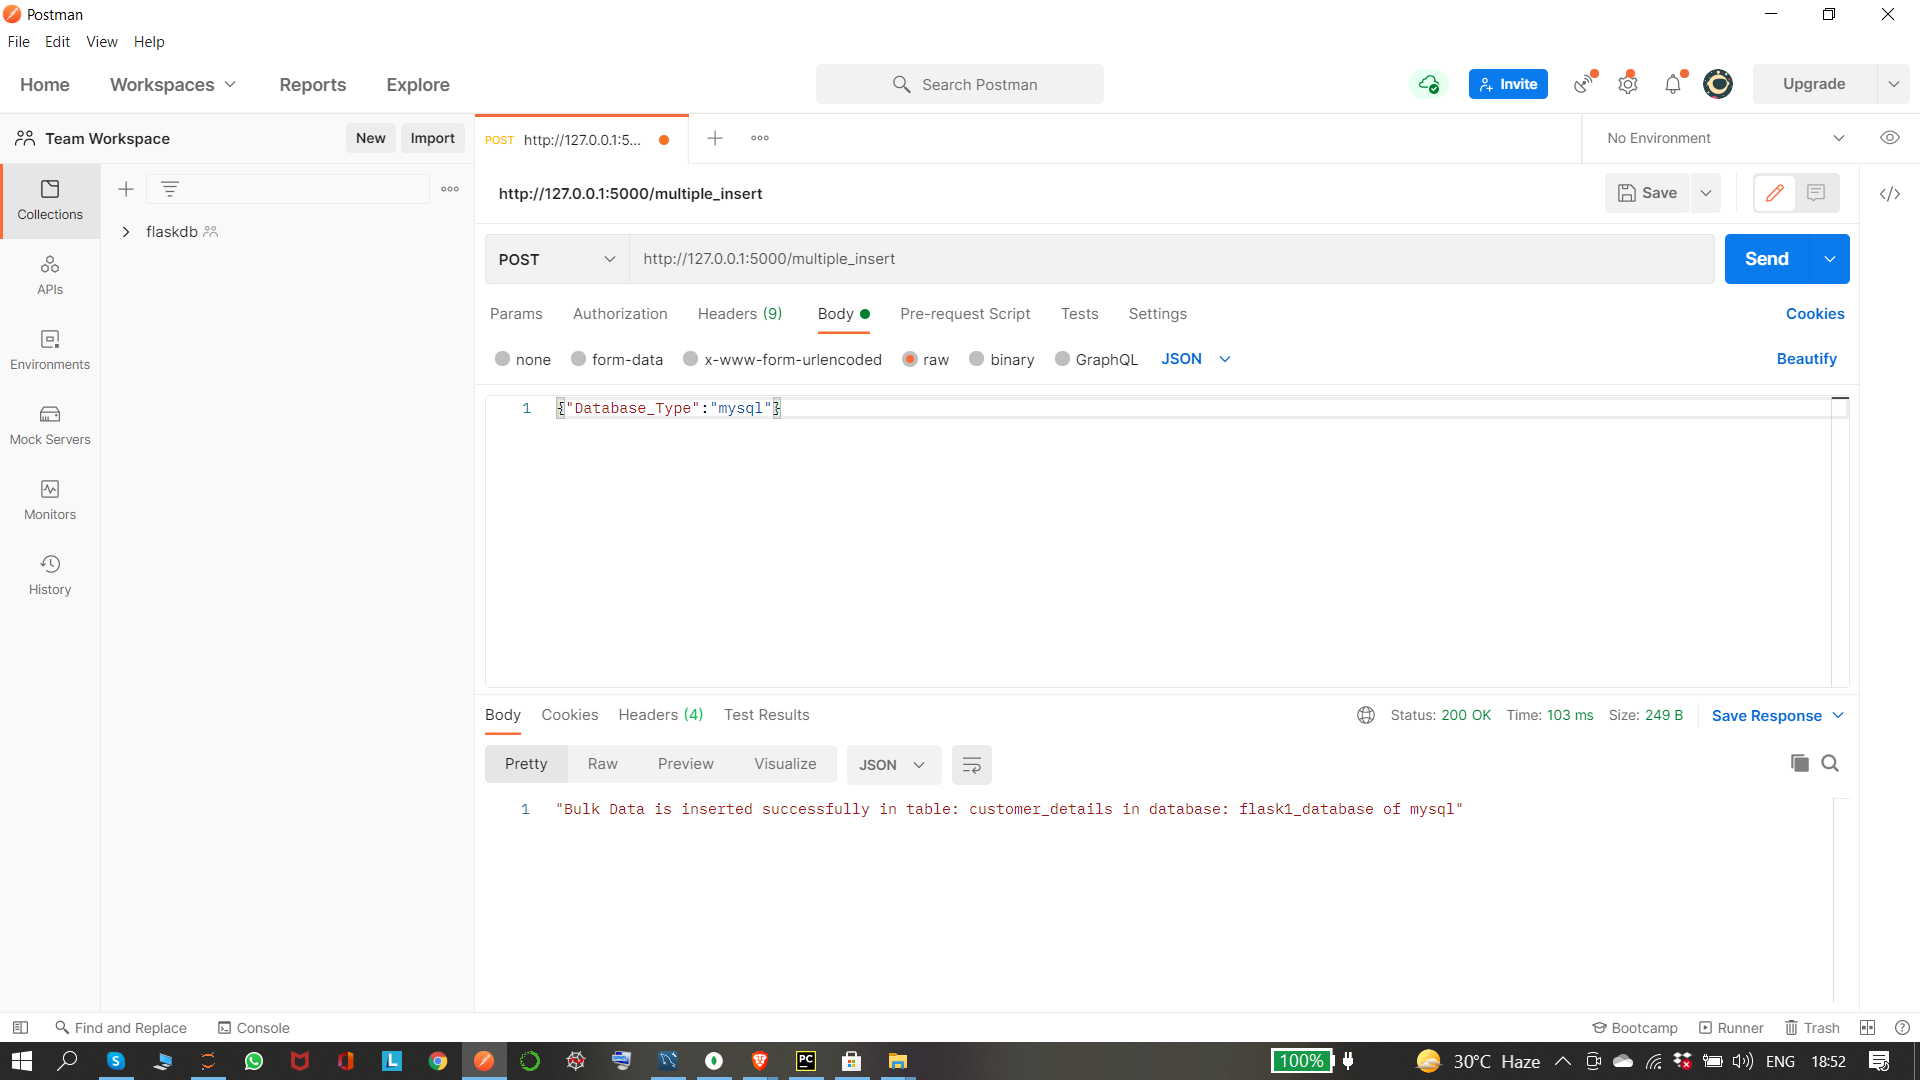 Postman
File Edit View Help
Home Workspaces Reports Explore
Search Postman
Invite
Upgrade
Team Workspace
New
Import
POST http://127.0.0.1:5...
No Environment
Collections
flaskdb
http://127.0.0.1:5000/multiple_insert
Save
APIs
POST
http://127.0.0.1:5000/multiple_insert
Send
Params Authorization Headers (9) Body Pre-request Script Tests Settings
Cookies
Environments
none form-data x-www-form-urlencoded raw binary GraphQL JSON
Beautify
1 {"Database_Type":"mysql"}
Mock Servers
Monitors
History
Body Cookies Headers (4) Test Results
Status: 200 OK Time: 103 ms Size: 249 B
Save Response
Pretty Raw Preview Visualize
JSON
1 "Bulk Data is inserted successfully in table: customer_details in database: flask1_database of mysql"
Find and Replace
Console
Bootcamp
Runner
Trash
S
L
PC
100%
30°C Haze
ENG
18:52